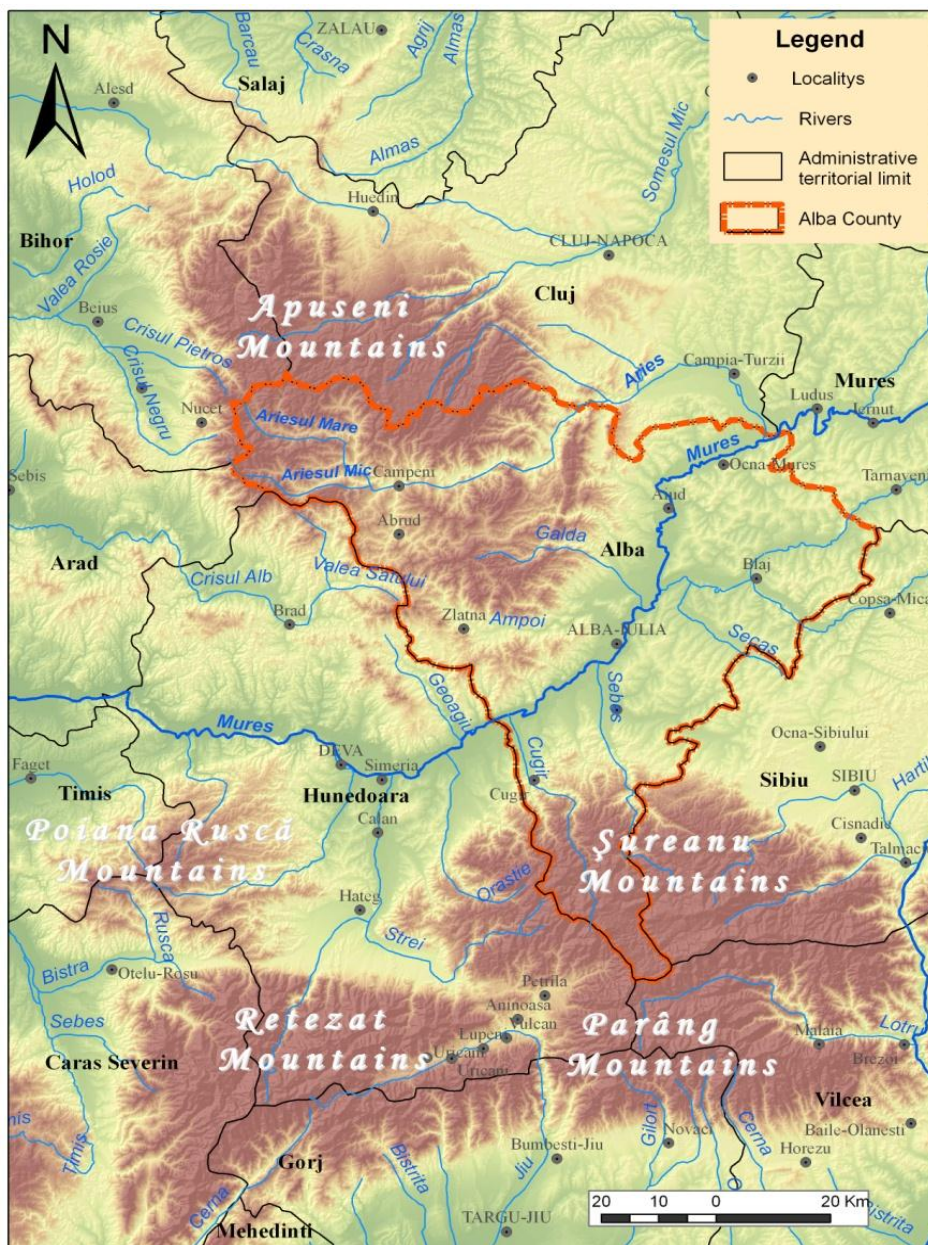 N
Legend
Localitys
Rivers
Administrative
territorial limit
Alba County
ZALAU
Barcau
Crasna
Agrij
Almas
Salaj
Alesd
Almas
Somesul Mic
Holod
Huedin
Bihor
CLUJ-NAPOCA
Valea Rosie
Cluj
Beius
Apuseni
Mountains
Crisul Pietros
Crisul Negru
Aries
Campia-Turzii
Mures
Ludus
Iernut
Nucet
Ariesul Mare
Mures
Ocna-Mures
Sebis
Ariesul Mic
Campeni
Tarnaveni
Aiud
Abrud
Galda
Alba
Arad
Blaj
Crisul Alb
Valea Satului
Copsa-Mica
Brad
Zlatna
Ampoi
ALBA-IULIA
Secas
Geoagiu
Sebis
Mures
Ocna-Sibiului
DEVA
Cugir
Faget
Simeria
Sibiu
SIBIU
Hartil
Timis
Hunedoara
Cugir
Poiana Ruscă
Mountains
Calan
Şureanu
Mountains
Cisnadie
Talmac
Orastie
Hateg
Rusca
Strei
Bistra
Otelu-Rosu
Petrila
Sebes
Retezat
Mountains
Aninoasa
Vulcan
Lupeni
Parâng
Mountains
Uricani
Uricani
Malaia
Lotru
Brezoi
Caras Severin
Vilcea
Baile-Olanesti
Timis
Novaci
Gilort
Cerna
Bumbesti-Jiu
Horezu
Gorj
Bistrita
Jiu
Cerna
20 10 0 20 Km
Mehedinti
TARGU-JIU
Bistrita